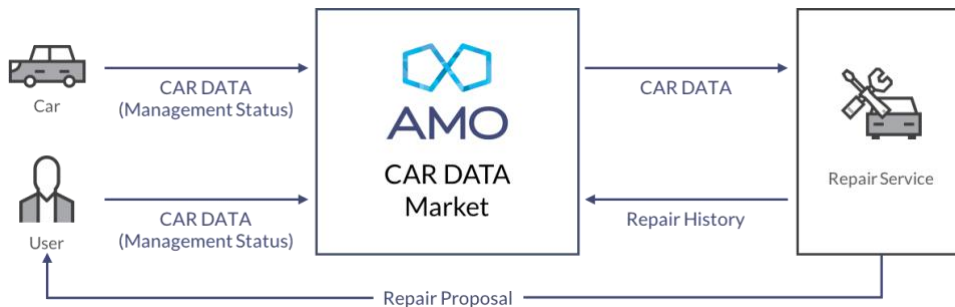 Car
CAR DATA
(Management Status)
User
CAR DATA
(Management Status)
AMO
CAR DATA
Market
CAR DATA
Repair History
Repair Service
Repair Proposal